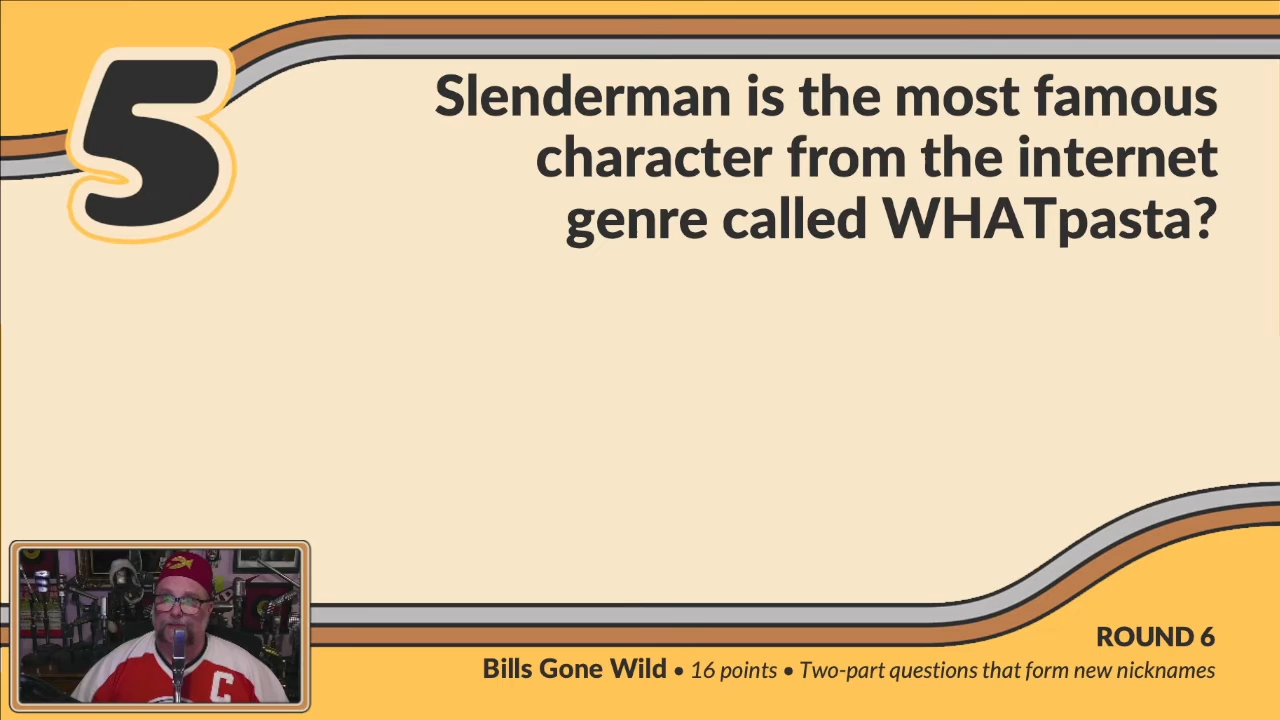 5
Slenderman is the most famous
character from the internet
genre called WHATpasta?
ROUND 6
Bills Gone Wild • 16 points • Two-part questions that form new nicknames
C